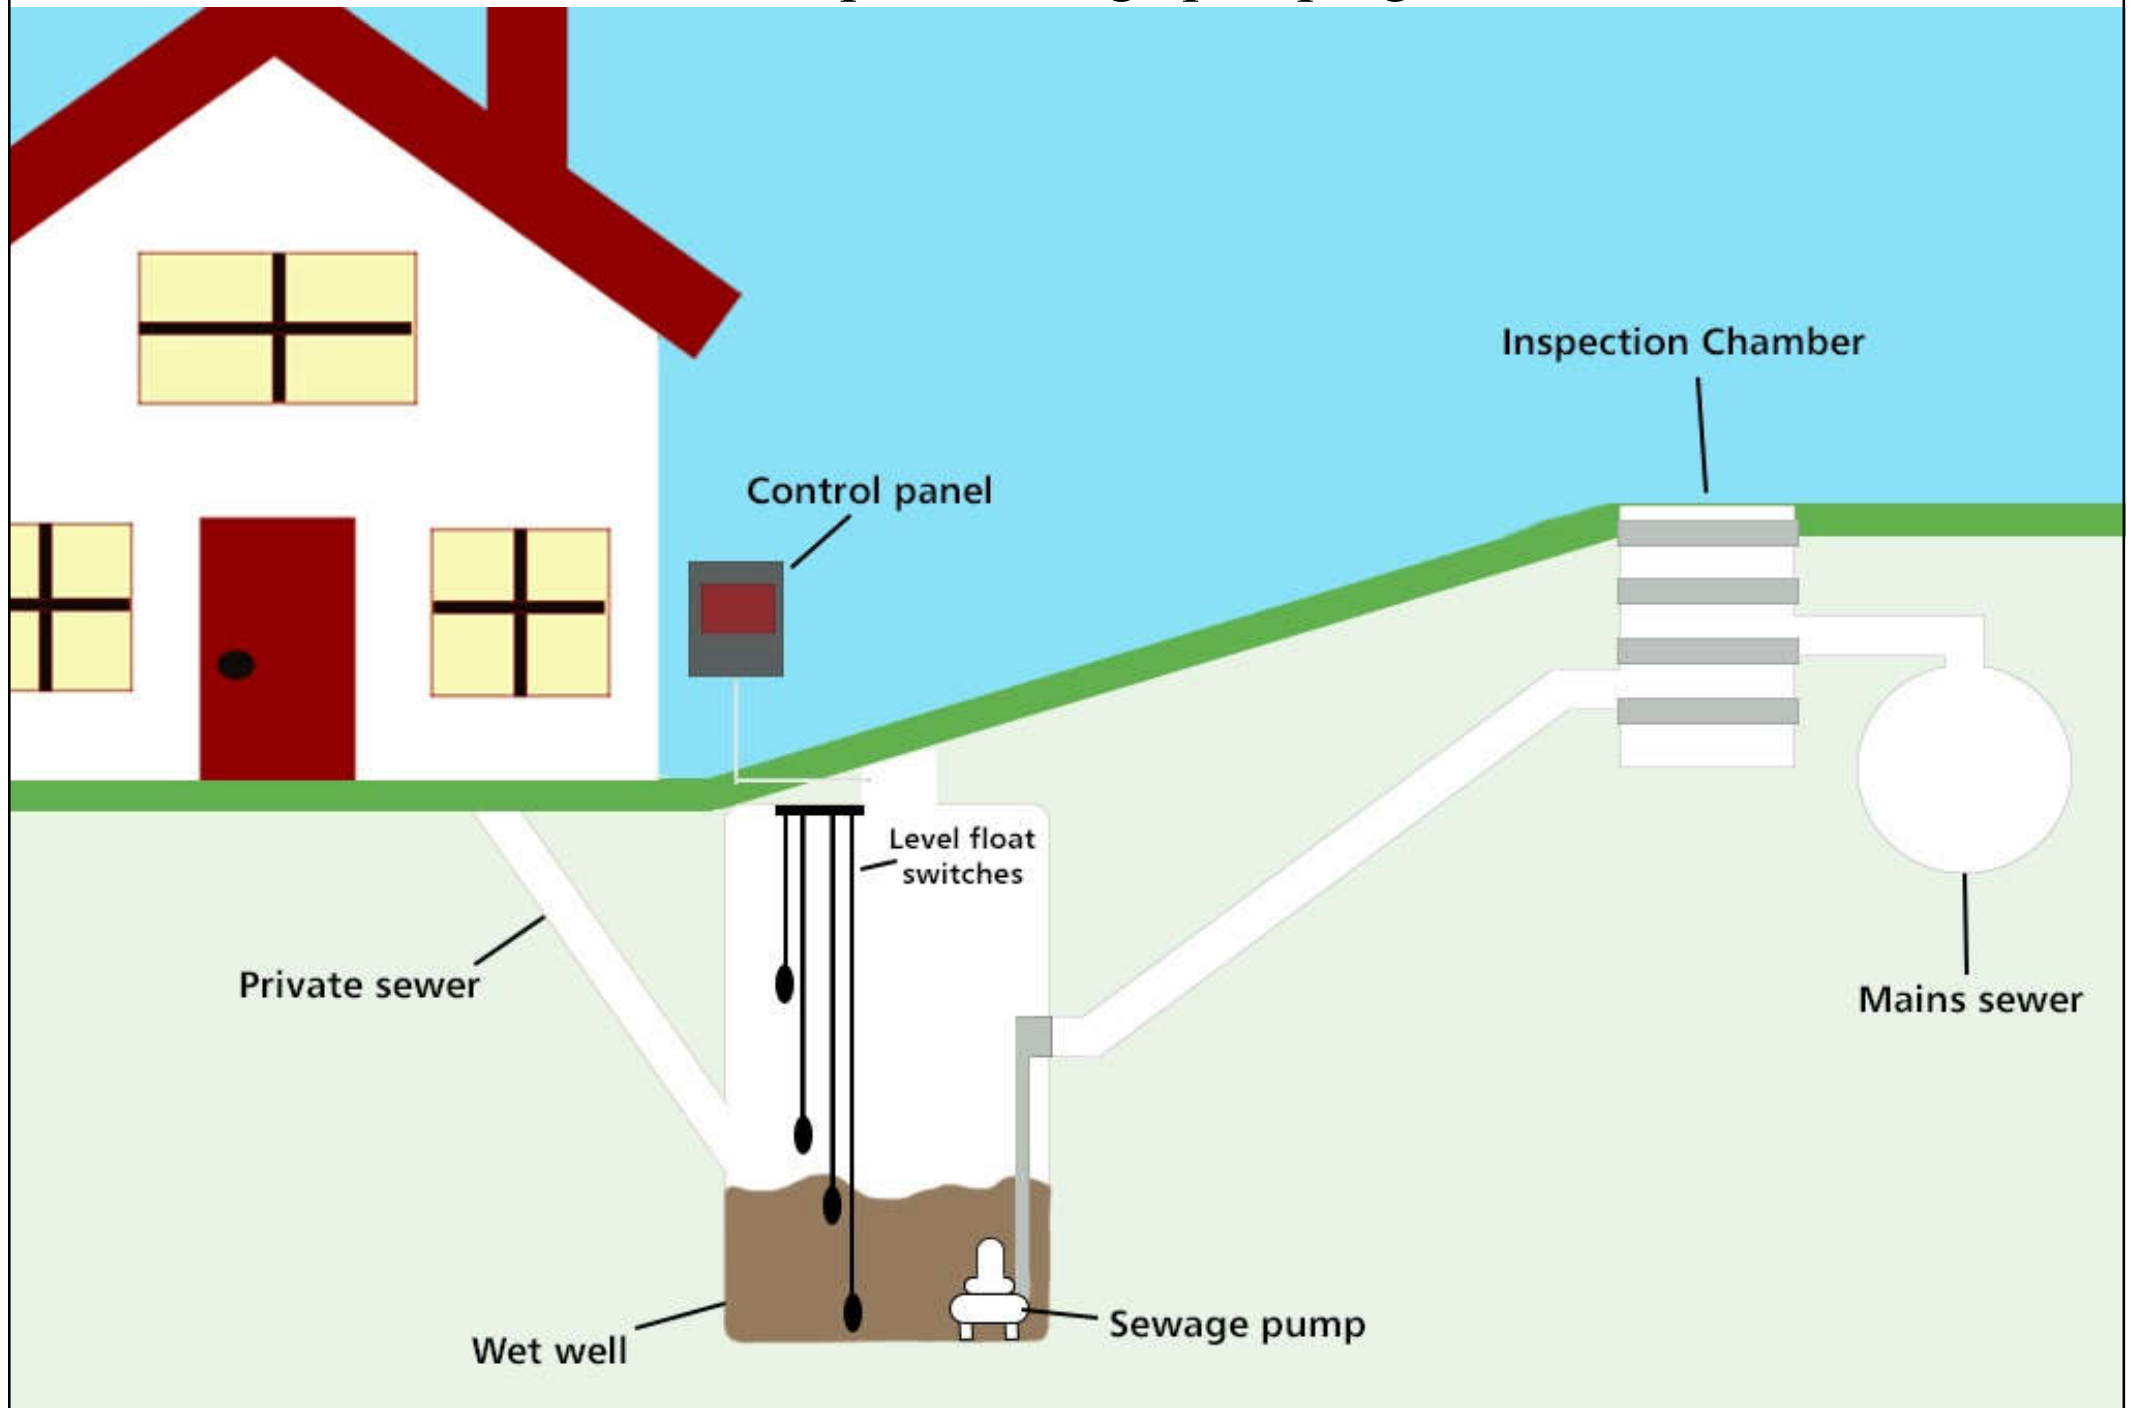 Inspection Chamber
Control panel
Level float
switches
Private sewer
Mains sewer
Sewage pump
Wet well